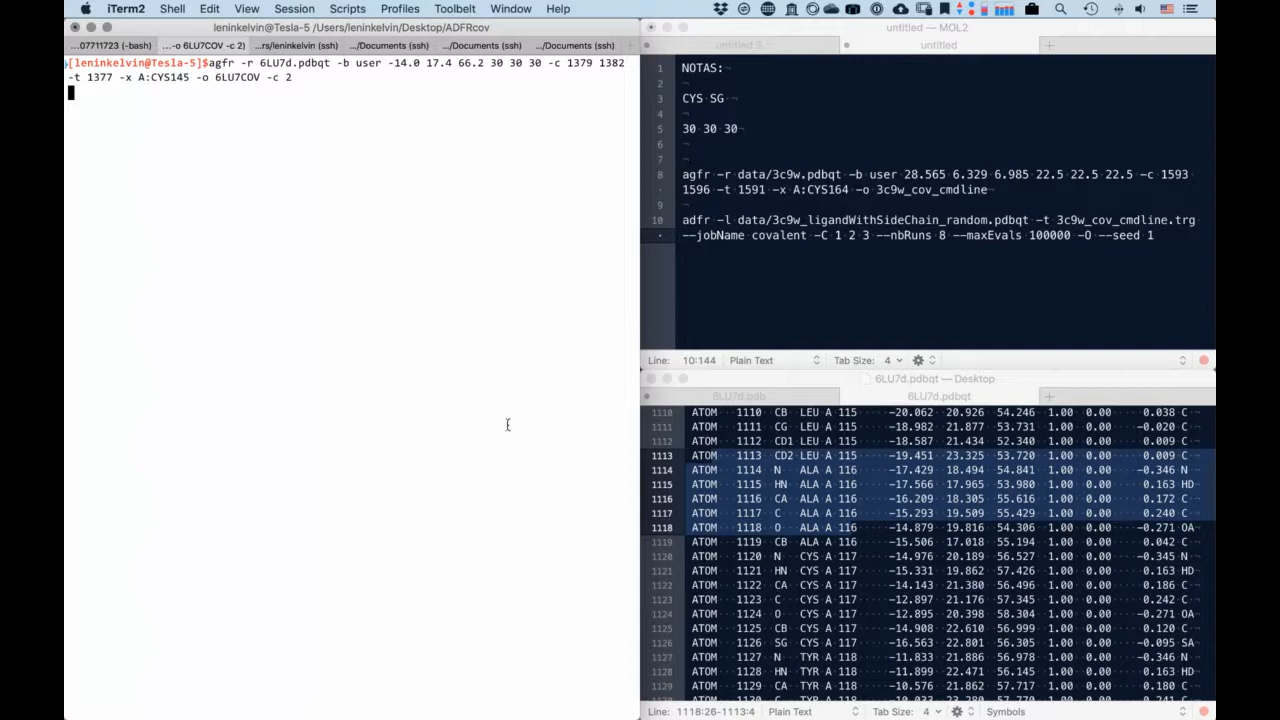 iTerm2 Shell Edit View Session Scripts Profiles Toolbelt Window Help
leninkelvin@Tesla-5 /Users/leninkelvin/Desktop/ADFRcov
...07711723 (-bash) ...-o 6LU7COV -c 2) ...rs/leninkelvin (ssh) .../Documents (ssh) .../Documents (ssh) .../Documents (ssh)
[leninkelvin@Tesla-5]$agfr -r 6LU7d.pdbqt -b user -14.0 17.4 66.2 30 30 30 -c 1379 1382
-t 1377 -x A:CYS145 -o 6LU7COV -c 2
untitled — MOL2
untitled 3 untitled
1 NOTAS:
2
3 CYS SG
4
5 30 30 30
6
7
8 agfr -r data/3c9w.pdbqt -b user 28.565 6.329 6.985 22.5 22.5 22.5 -c 1593
1596 -t 1591 -x A:CYS164 -o 3c9w_cov_cmdline
9
10 adfr -l data/3c9w_ligandWithSideChain_random.pdbqt -t 3c9w_cov_cmdline.trg
--jobName covalent -C 1 2 3 --nbRuns 8 --maxEvals 100000 -O --seed 1
Line: 10:144 Plain Text Tab Size: 4
6LU7d.pdbqt — Desktop
6LU7d.pdb 6LU7d.pdbqt
1110 ATOM 1110 CB LEU A 115 -20.062 20.926 54.246 1.00 0.00 0.038 C
1111 ATOM 1111 CG LEU A 115 -18.982 21.877 53.731 1.00 0.00 -0.020 C
1112 ATOM 1112 CD1 LEU A 115 -18.587 21.434 52.340 1.00 0.00 0.009 C
1113 ATOM 1113 CD2 LEU A 115 -19.451 23.325 53.720 1.00 0.00 0.009 C
1114 ATOM 1114 N ALA A 116 -17.429 18.494 54.841 1.00 0.00 -0.346 N
1115 ATOM 1115 HN ALA A 116 -17.566 17.965 53.980 1.00 0.00 0.163 HD
1116 ATOM 1116 CA ALA A 116 -16.209 18.305 55.616 1.00 0.00 0.172 C
1117 ATOM 1117 C ALA A 116 -15.293 19.509 55.429 1.00 0.00 0.240 C
1118 ATOM 1118 O ALA A 116 -14.879 19.816 54.306 1.00 0.00 -0.271 OA
1119 ATOM 1119 CB ALA A 116 -15.506 17.018 55.194 1.00 0.00 0.042 C
1120 ATOM 1120 N CYS A 117 -14.976 20.189 56.527 1.00 0.00 -0.345 N
1121 ATOM 1121 HN CYS A 117 -15.331 19.862 57.426 1.00 0.00 0.163 HD
1122 ATOM 1122 CA CYS A 117 -14.143 21.380 56.496 1.00 0.00 0.186 C
1123 ATOM 1123 C CYS A 117 -12.897 21.176 57.345 1.00 0.00 0.242 C
1124 ATOM 1124 O CYS A 117 -12.895 20.398 58.304 1.00 0.00 -0.271 OA
1125 ATOM 1125 CB CYS A 117 -14.908 22.610 56.999 1.00 0.00 0.120 C
1126 ATOM 1126 SG CYS A 117 -16.563 22.801 56.305 1.00 0.00 -0.095 SA
1127 ATOM 1127 N TYR A 118 -11.833 21.886 56.978 1.00 0.00 -0.346 N
1128 ATOM 1128 HN TYR A 118 -11.899 22.471 56.145 1.00 0.00 0.163 HD
1129 ATOM 1129 CA TYR A 118 -10.576 21.862 57.717 1.00 0.00 0.180 C
Line: 1118:26-1113:4 Plain Text Tab Size: 4 Symbols